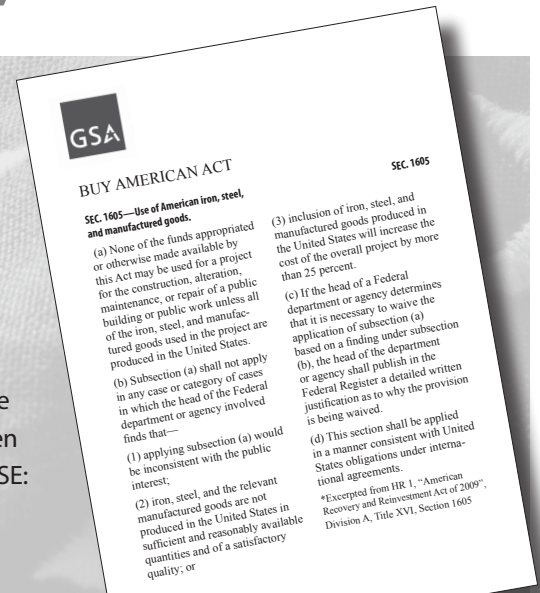 GSA
BUY AMERICAN ACT
SEC. 1605
SEC. 1605—Use of American iron, steel,
and manufactured goods.
(a) None of the funds appropriated
or otherwise made available by
this Act may be used for a project
for the construction, alteration,
maintenance, or repair of a public
building or public work unless all
of the iron, steel, and manufac-
tured goods used in the project are
produced in the United States.
(b) Subsection (a) shall not apply
in any case or category of cases
in which the head of the Federal
department or agency involved
finds that—
(1) applying subsection (a) would
be inconsistent with the public
interest;
(2) iron, steel, and the relevant
manufactured goods are not
produced in the United States in
sufficient and reasonably available
quantities and of a satisfactory
quality; or
(3) inclusion of iron, steel, and
manufactured goods produced in
the United States will increase the
cost of the overall project by more
than 25 percent.
(c) If the head of a Federal
department or agency determines
that it is necessary to waive the
application of subsection (a)
based on a finding under subsection
(b), the head of the department
or agency shall publish in the
Federal Register a detailed written
justification as to why the provision
is being waived.
(d) This section shall be applied
in a manner consistent with United
States obligations under interna-
tional agreements.
*Excerpted from HR 1, “American
Recovery and Reinvestment Act of 2009”,
Division A, Title XVI, Section 1605